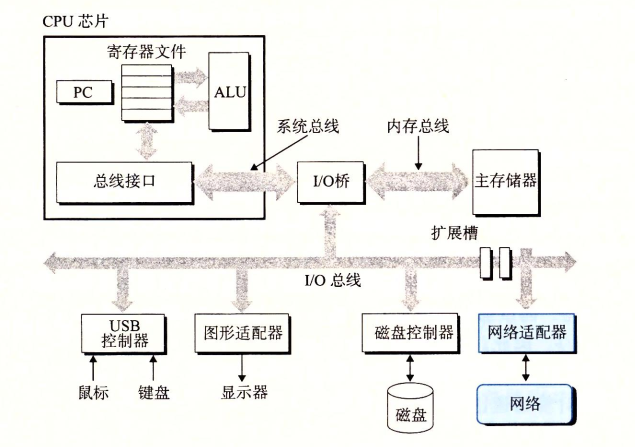 CPU 芯片
寄存器文件
PC
ALU
系统总线
内存总线
总线接口
I/O桥
主存储器
扩展槽
I/O 总线
USB
控制器
图形适配器
磁盘控制器
网络适配器
鼠标
键盘
显示器
磁盘
网络